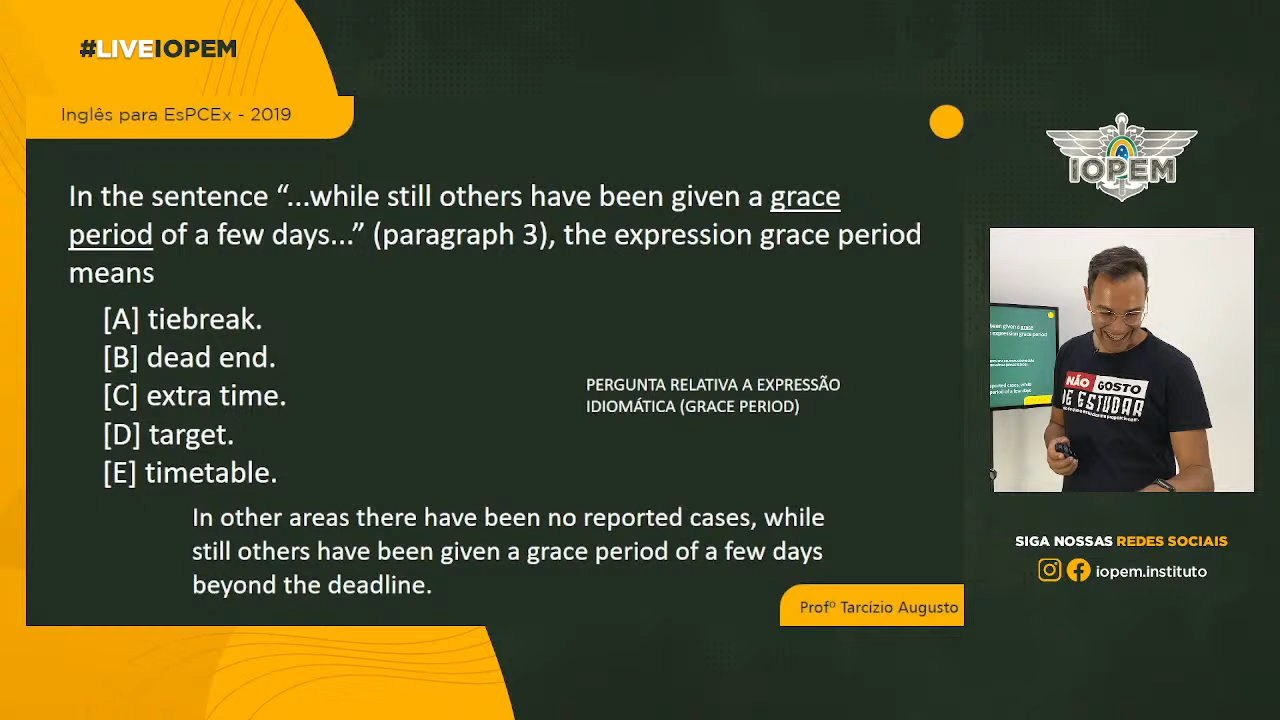 #LIVEIOPEM
Inglês para EsPCEx - 2019
In the sentence “...while still others have been given a grace
period of a few days...” (paragraph 3), the expression grace period
means
[A] tiebreak.
[B] dead end.
[C] extra time.
[D] target.
[E] timetable.
PERGUNTA RELATIVA A EXPRESSÃO
IDIOMÁTICA (GRACE PERIOD)
In other areas there have been no reported cases, while
still others have been given a grace period of a few days
beyond the deadline.
Profº Tarcízio Augusto
IOPEM
NÃO GOSTO
DE ESTUDAR
SIGA NOSSAS REDES SOCIAIS
iopem.instituto